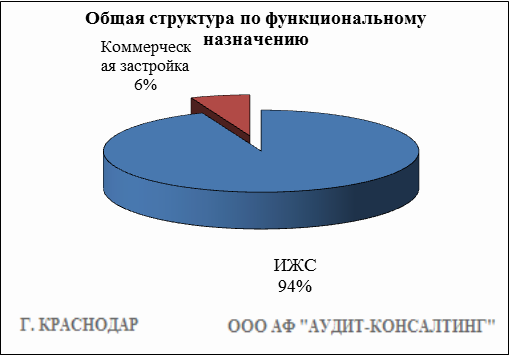 Общая структура по функциональному
назначению
Коммерческ
ая застройка
6%
ИЖС
94%
Г. КРАСНОДАР
ООО АФ "АУДИТ-КОНСАЛТИНГ"